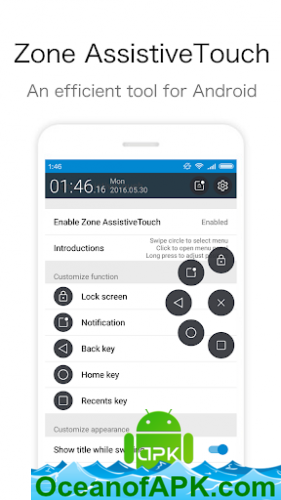 Zone AssistiveTouch
An efficient tool for Android
1:46
01:46.16
Mon
2016.05.30
Enable Zone AssistiveTouch Enabled
Introductions
Swipe circle to select menu
Click to open menu
Long press to adjust
Customize function
Lock screen
Notification
Back key
Home key
Recents key
Customize appearance
Show title while
APK
OceanofAPK.com